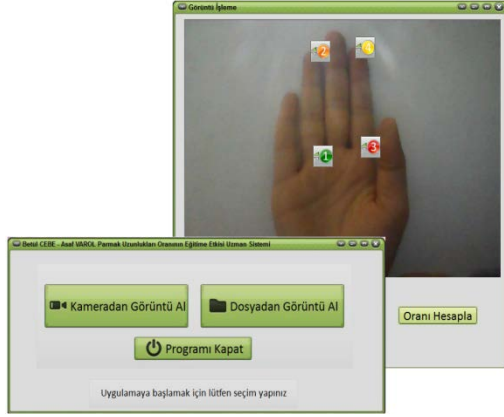 Görüntü İşleme
2
4
1
3
Oranı Hesapla
Betül CEBE - Asaf VAROL Parmak Uzunlukları Oranının Eğitime Etkisi Uzman Sistemi
Kameradan Görüntü Al
Dosyadan Görüntü Al
Programı Kapat
Uygulamaya başlamak için lütfen seçim yapınız